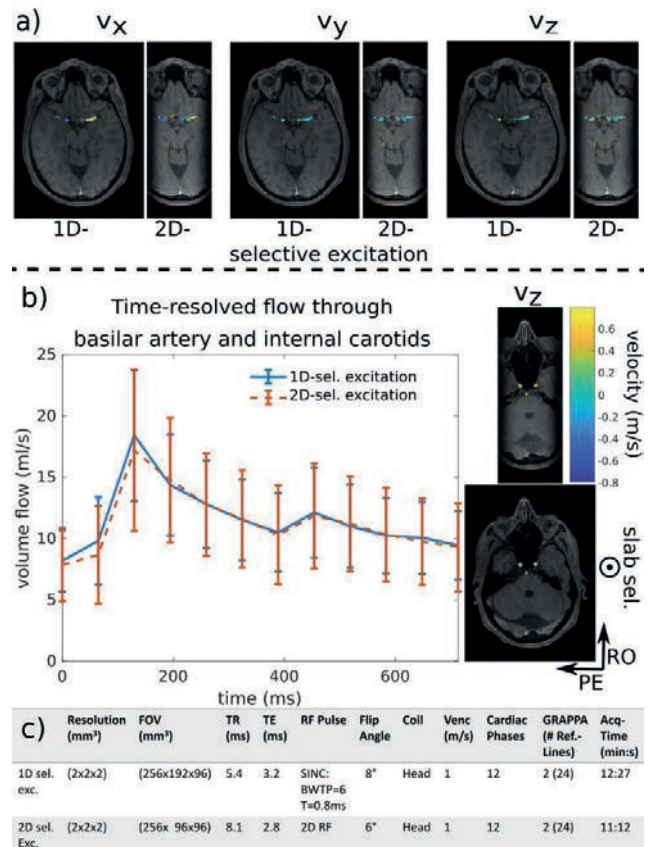 a)
vx vy vz
1D- 2D- 1D- 2D- 1D- 2D-
selective excitation
b)
Time-resolved flow through
basilar artery and internal carotids
1D-sel. excitation
2D-sel. excitation
25
20
15
10
5
0
volume flow (ml/s)
0 200 400 600
time (ms)
vz
0.6
0.4
0.2
0
-0.2
-0.4
-0.6
-0.8
velocity (m/s)
slab sel.
RO
PE
c)
Resolution FOV TR TE RF Pulse Flip Coil Venc Cardiac GRAPPA Acq-
(mm³) (mm³) (ms) (ms) Angle (m/s) Phases (# Ref.- Time
Lines) (min:s)
1D sel. (2x2x2) (256x192x96) 5.4 3.2 SINC: 8° Head 1 12 2 (24) 12:27
exc. BWTP=6
T=0.8ms
2D sel. (2x2x2) (256x 96x96) 8.1 2.8 2D RF 6° Head 1 12 2 (24) 11:12
Exc.